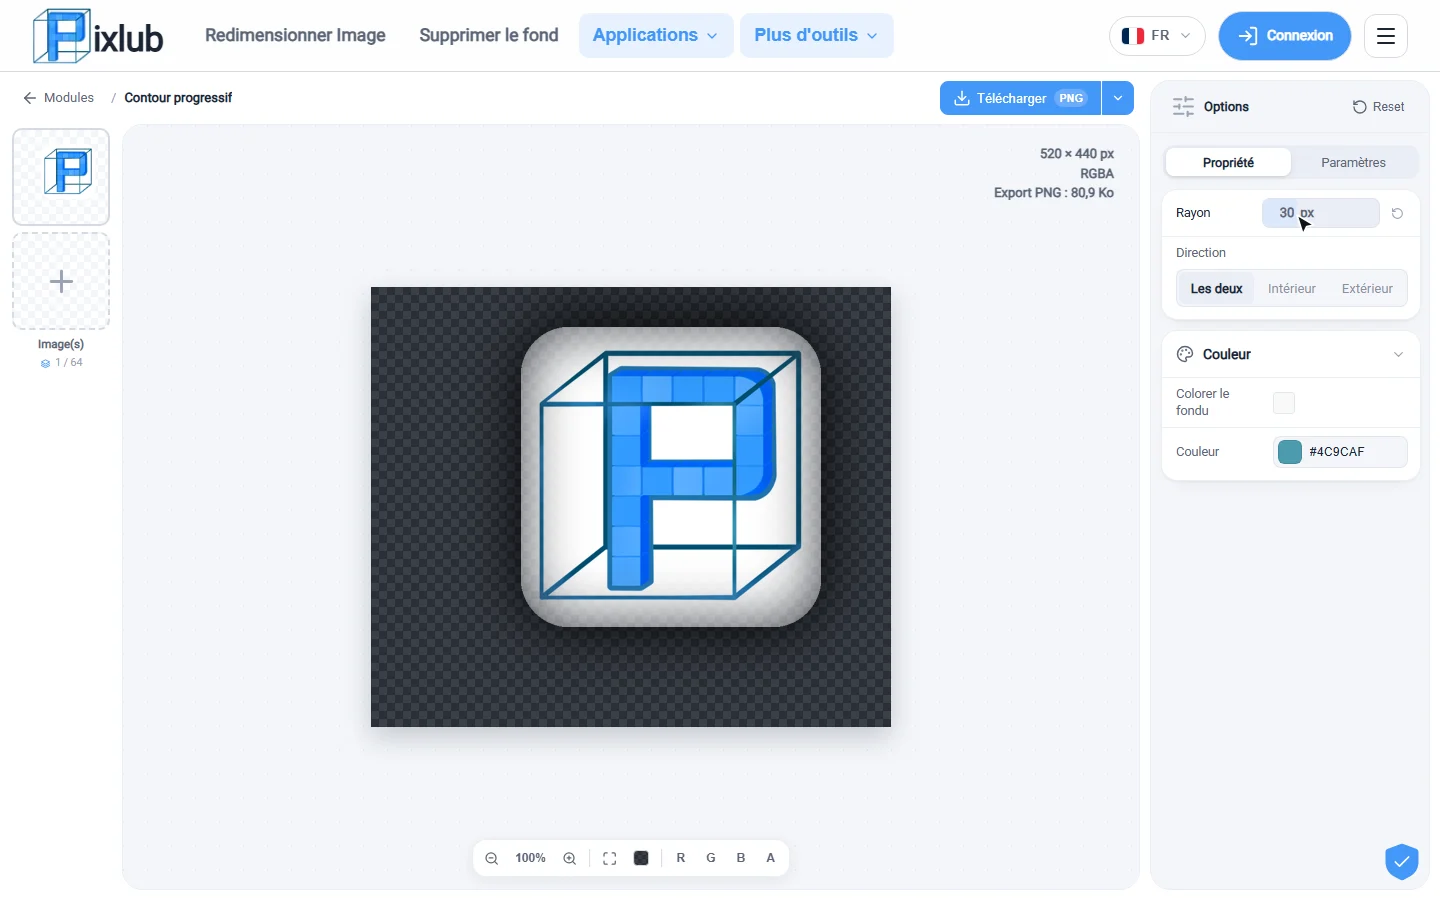 Pixlub
Redimensionner Image
Supprimer le fond
Applications
Plus d'outils
FR
Connexion
Modules / Contour progressif
Télécharger PNG
Options
Reset
520 × 440 px
RGBA
Export PNG : 80,9 Ko
Propriété
Paramètres
Rayon
30 px
Direction
Les deux
Intérieur
Extérieur
Couleur
Colorer le
fondu
Couleur
#4C9CAF
P
Image(s)
1 / 64
P
100%
R
G
B
A